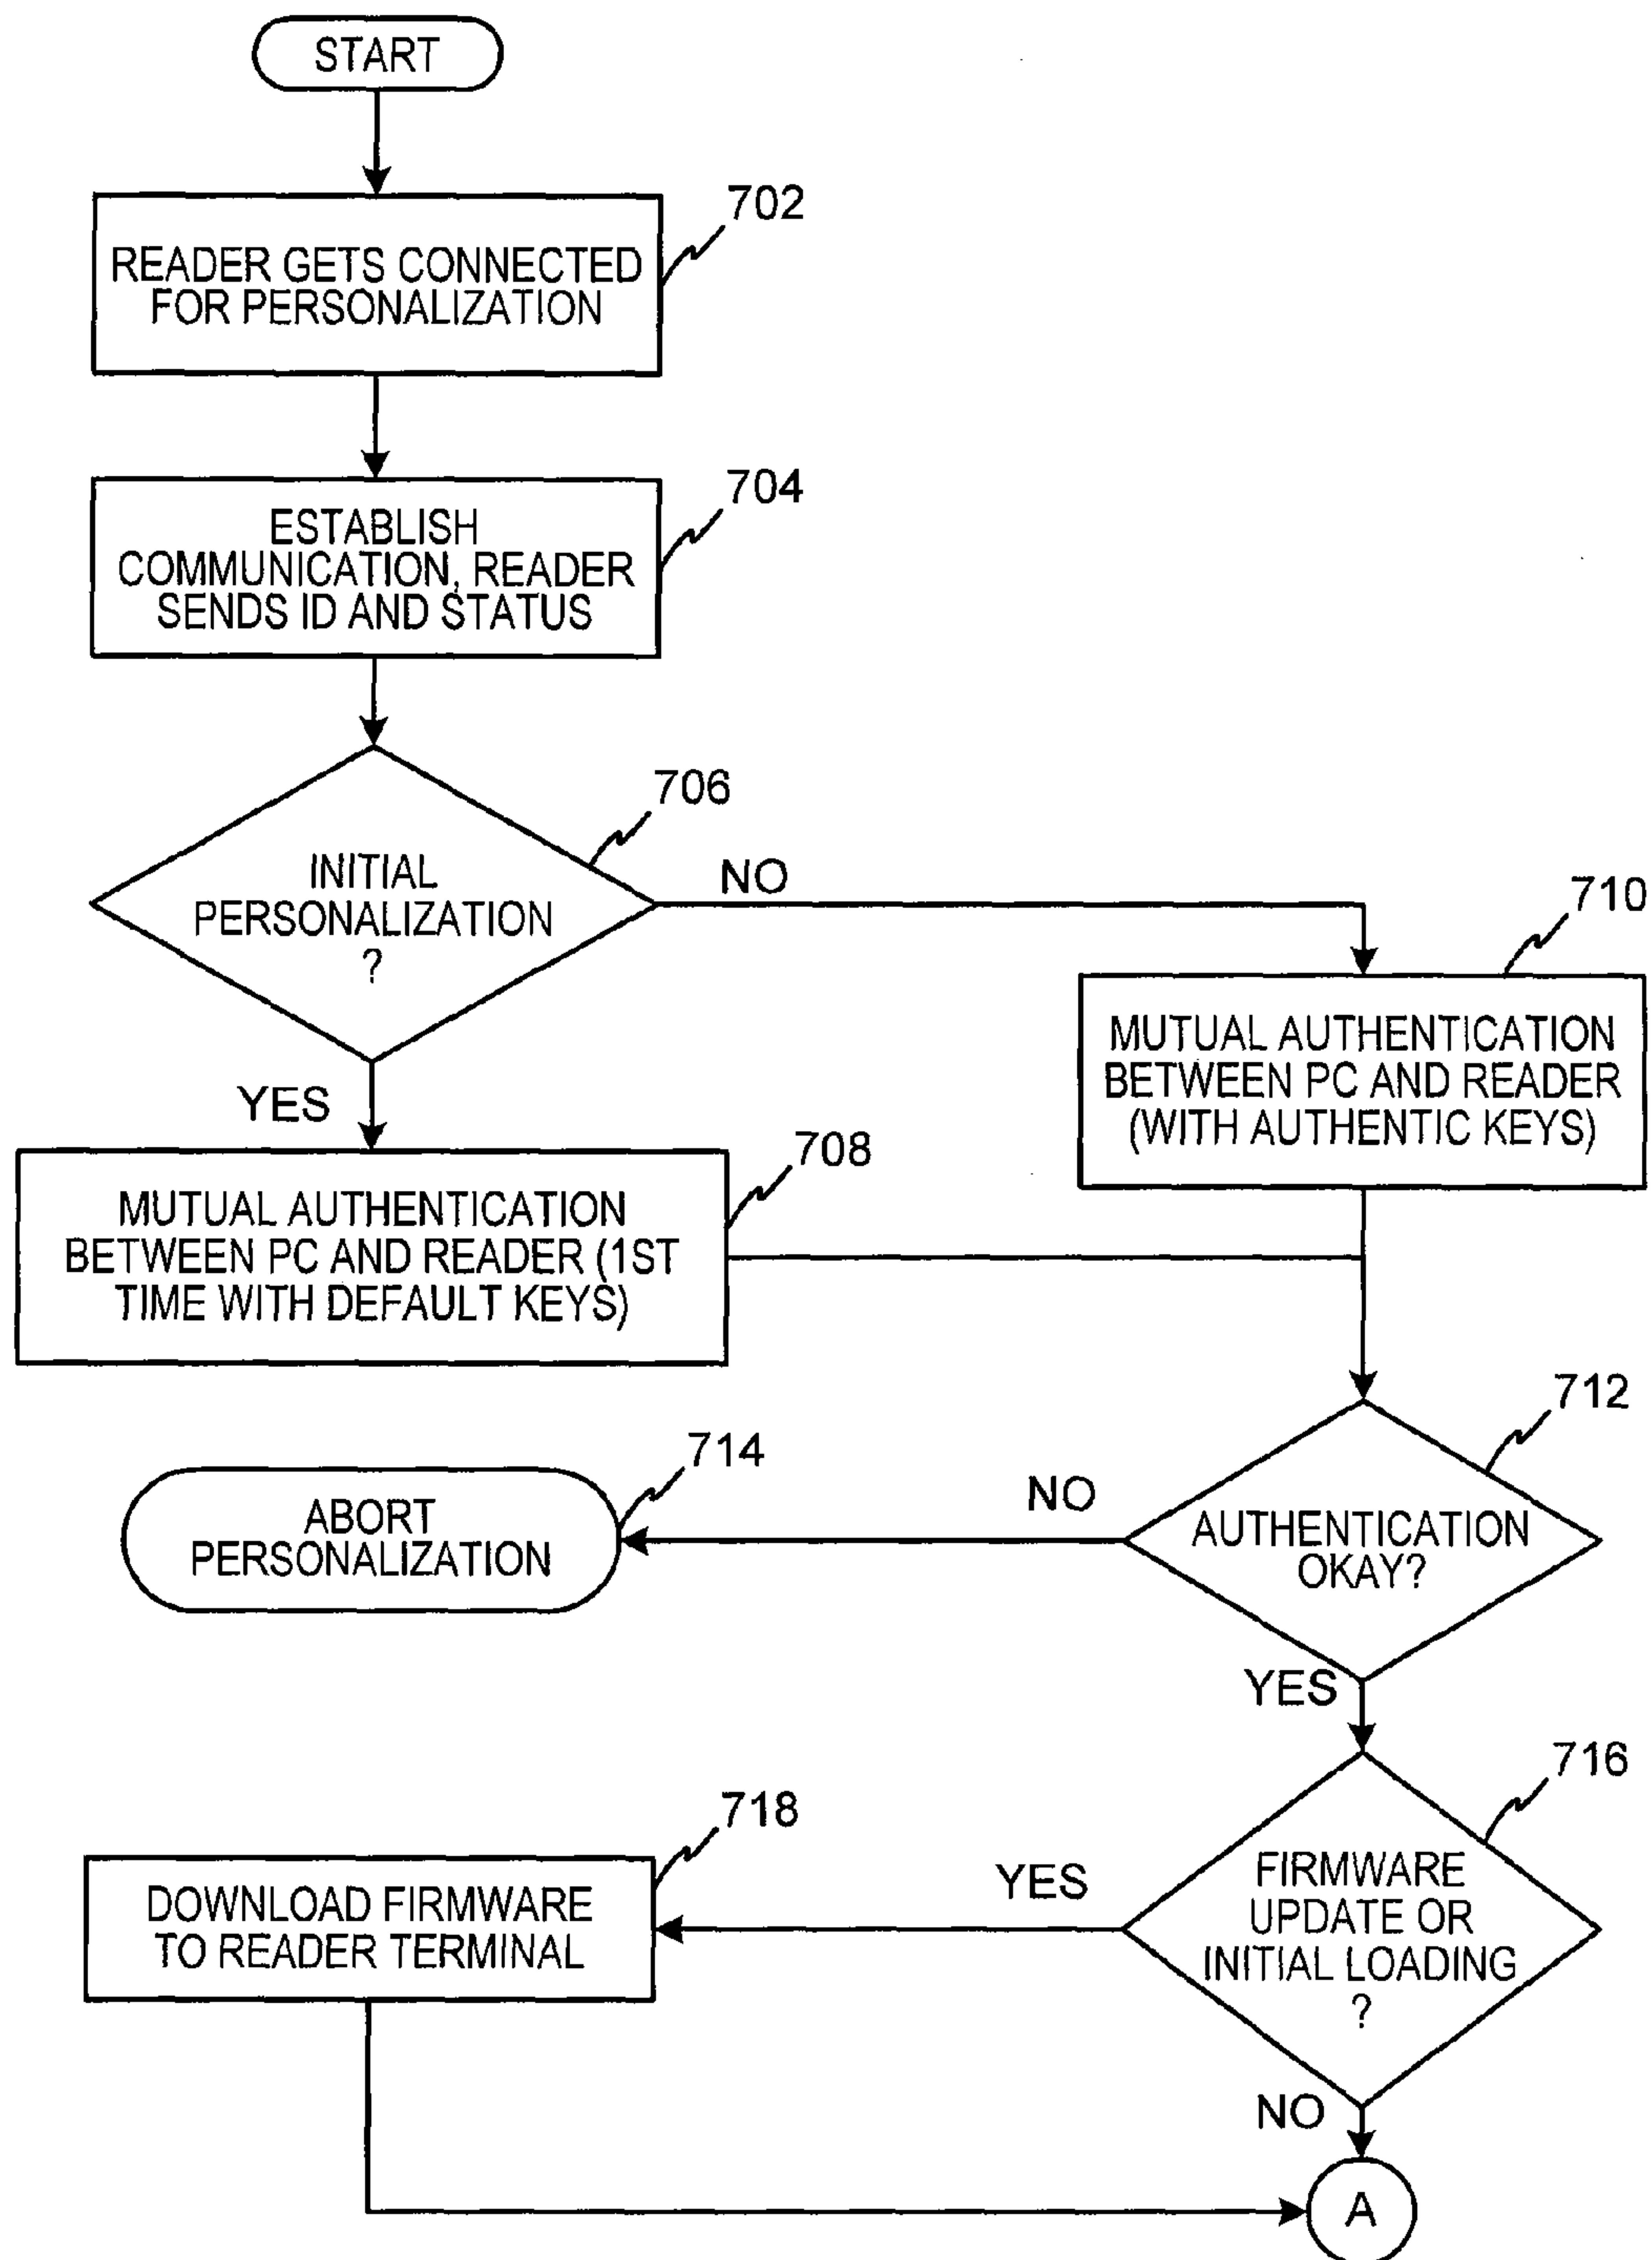 START
702
READER GETS CONNECTED
FOR PERSONALIZATION
704
ESTABLISH
COMMUNICATION, READER
SENDS ID AND STATUS
706
INITIAL
PERSONALIZATION
?
NO
710
MUTUAL AUTHENTICATION
BETWEEN PC AND READER
(WITH AUTHENTIC KEYS)
YES
708
MUTUAL AUTHENTICATION
BETWEEN PC AND READER (1ST
TIME WITH DEFAULT KEYS)
712
AUTHENTICATION
OKAY?
NO
714
ABORT
PERSONALIZATION
YES
716
FIRMWARE
UPDATE OR
INITIAL LOADING
?
YES
718
DOWNLOAD FIRMWARE
TO READER TERMINAL
NO
A